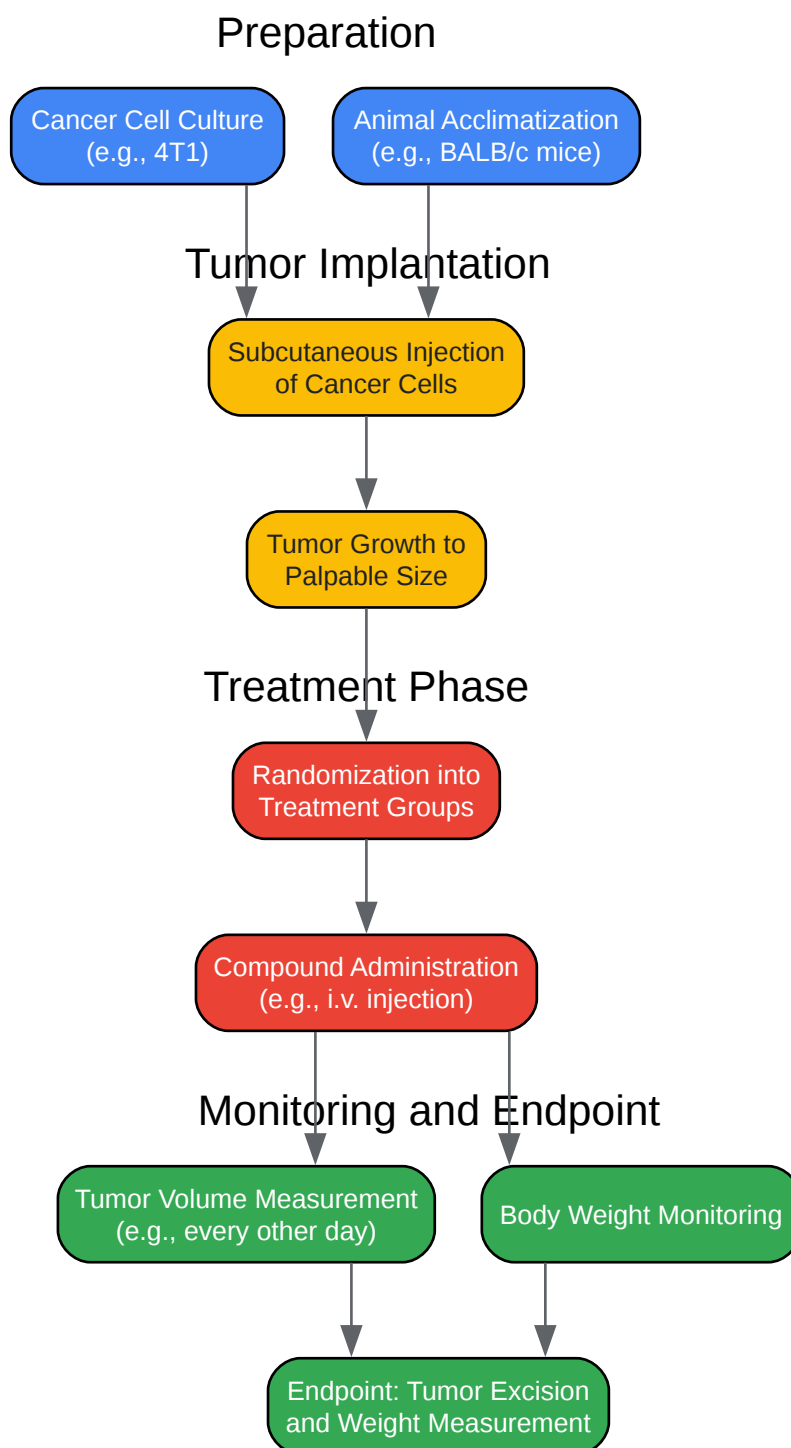 Preparation
Cancer Cell Culture
(e.g., 4T1)
Animal Acclimatization
(e.g., BALB/c mice)
Tumor Implantation
Subcutaneous Injection
of Cancer Cells
Tumor Growth to
Palpable Size
Treatment Phase
Randomization into
Treatment Groups
Compound Administration
(e.g., i.v. injection)
Monitoring and Endpoint
Tumor Volume Measurement
(e.g., every other day)
Body Weight Monitoring
Endpoint: Tumor Excision
and Weight Measurement